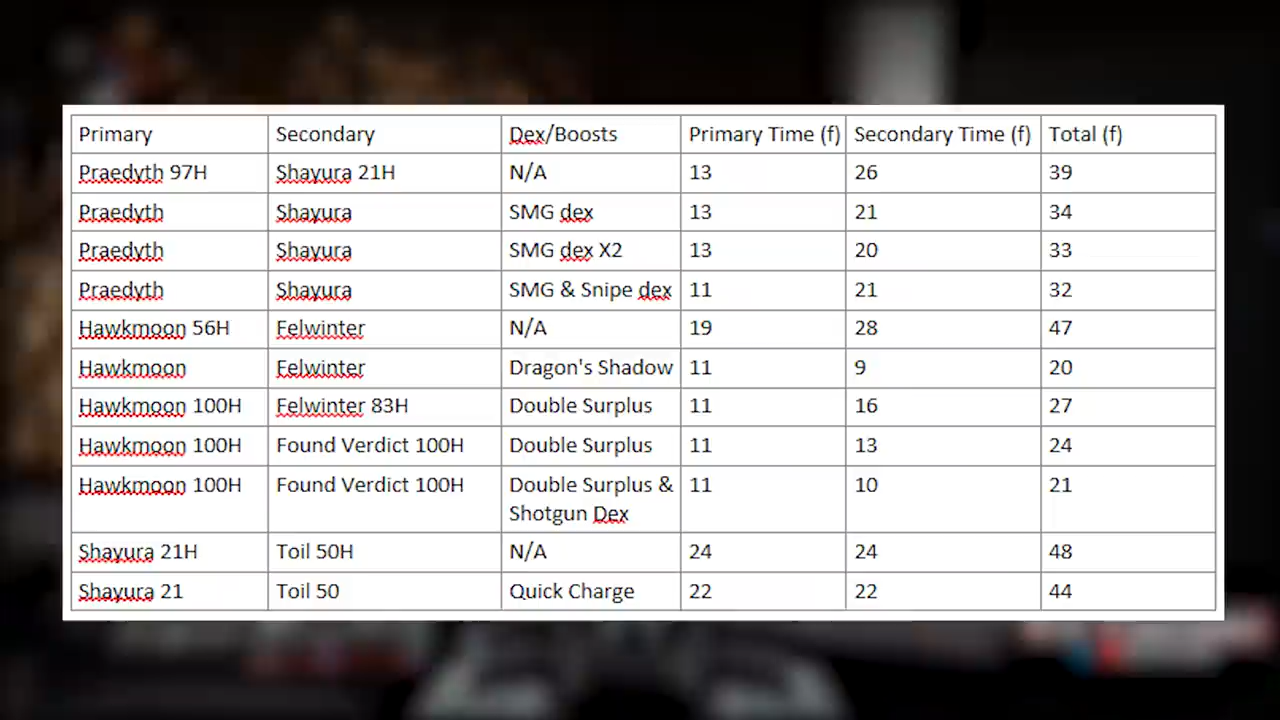 Primary Secondary Dex/Boosts Primary Time (f) Secondary Time (f) Total (f)
Praedyth 97H Shayura 21H N/A 13 26 39
Praedyth Shayura SMG dex 13 21 34
Praedyth Shayura SMG dex X2 13 20 33
Praedyth Shayura SMG & Snipe dex 11 21 32
Hawkmoon 56H Felwinter N/A 19 28 47
Hawkmoon Felwinter Dragon's Shadow 11 9 20
Hawkmoon 100H Felwinter 83H Double Surplus 11 16 27
Hawkmoon 100H Found Verdict 100H Double Surplus 11 13 24
Hawkmoon 100H Found Verdict 100H Double Surplus & 11 10 21
Shotgun Dex
Shayura 21H Toil 50H N/A 24 24 48
Shayura 21 Toil 50 Quick Charge 22 22 44